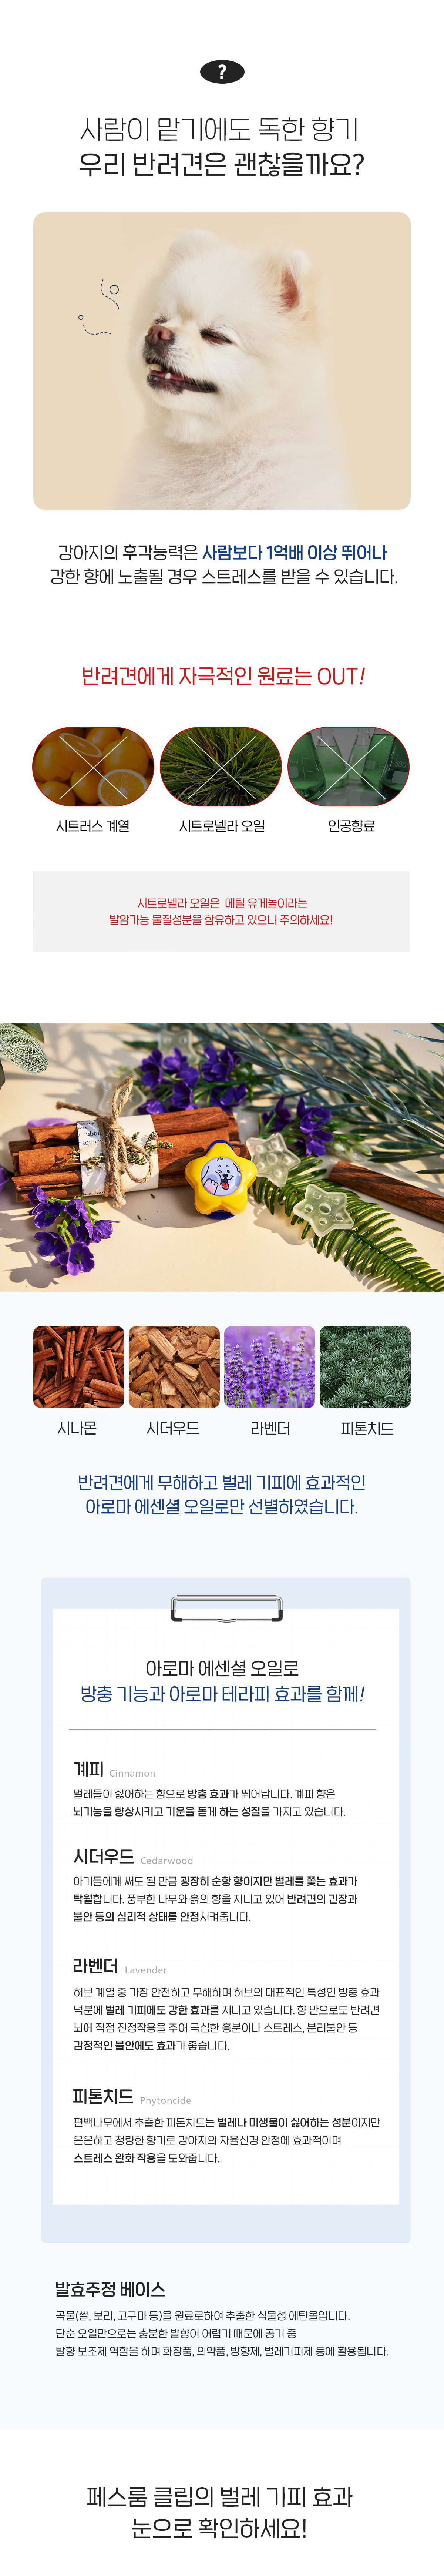 ?
사람이 맡기에도 독한 향기
우리 반려견은 괜찮을까요?
강아지의 후각능력은 사람보다 1억배 이상 뛰어나
강한 향에 노출될 경우 스트레스를 받을 수 있습니다.
반려견에게 자극적인 원료는 OUT!
시트러스 계열
시트로넬라 오일
인공향료
시트로넬라 오일은 메틸 유게놀이라는
발암가능 물질성분을 함유하고 있으니 주의하세요!
시나몬
시더우드
라벤더
피톤치드
반려견에게 무해하고 벌레 기피에 효과적인
아로마 에센셜 오일로만 선별하였습니다.
아로마 에센셜 오일로
방충 기능과 아로마 테라피 효과를 함께!
계피 Cinnamon
벌레들이 싫어하는 향으로 방충 효과가 뛰어납니다. 계피 향은
뇌기능을 향상시키고 기운을 돋게 하는 성질을 가지고 있습니다.
시더우드 Cedarwood
아기들에게 써도 될 만큼 굉장히 순항 향이지만 벌레를 쫓는 효과가
탁월합니다. 풍부한 나무와 흙의 향을 지니고 있어 반려견의 긴장과
불안 등의 심리적 상태를 안정시켜줍니다.
라벤더 Lavender
허브 계열 중 가장 안전하고 무해하며 허브의 대표적인 특성인 방충 효과
덕분에 벌레 기피에도 강한 효과를 지니고 있습니다. 향 만으로도 반려견
뇌에 직접 진정작용을 주어 극심한 흥분이나 스트레스, 분리불안 등
감정적인 불안에도 효과가 좋습니다.
피톤치드 Phytoncide
편백나무에서 추출한 피톤치드는 벌레나 미생물이 싫어하는 성분이지만
은은하고 청량한 향기로 강아지의 자율신경 안정에 효과적이며
스트레스 완화 작용을 도와줍니다.
발효주정 베이스
곡물(쌀, 보리, 고구마 등)을 원료로하여 추출한 식물성 에탄올입니다.
단순 오일만으로는 충분한 발향이 어렵기 때문에 공기 중
발향 보조제 역할을 하며 화장품, 의약품, 방향제, 벌레기피제 등에 활용됩니다.
페스룸 클립의 벌레 기피 효과
눈으로 확인하세요!